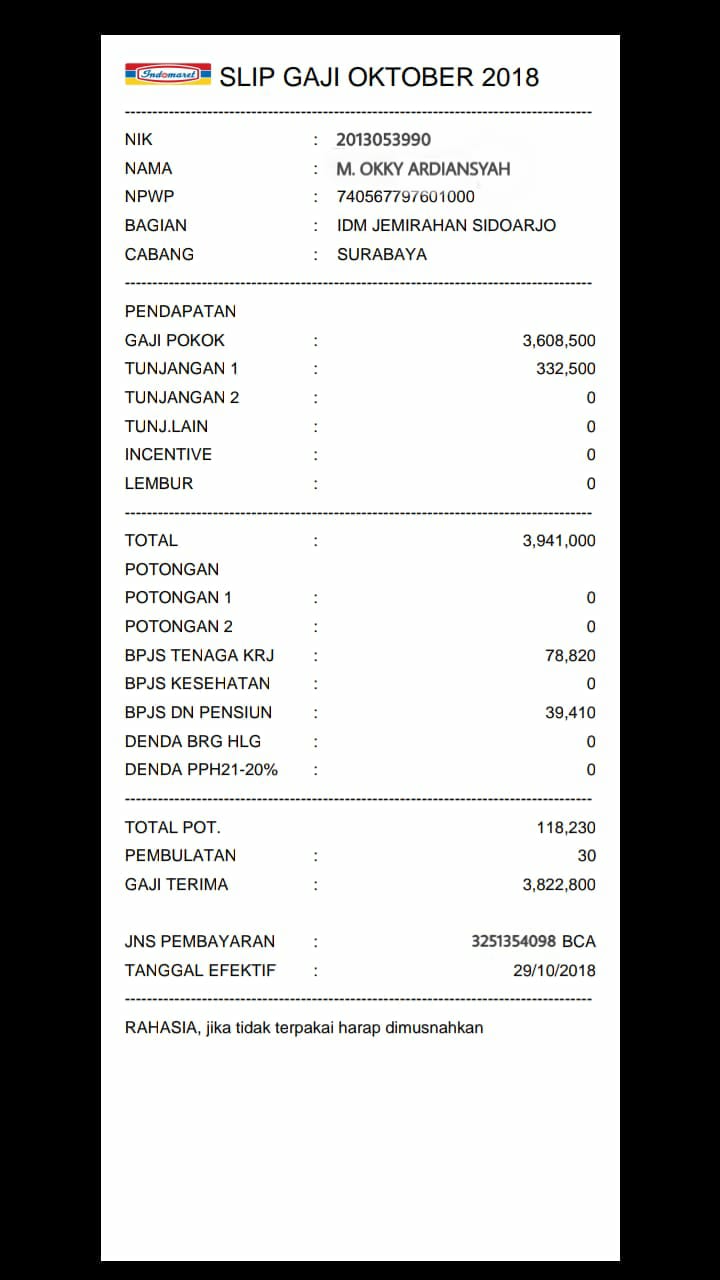 Indomaret SLIP GAJI OKTOBER 2018
--------------------------------------------------------------------------------
NIK : 2013053990
NAMA : M. OKKY ARDIANSYAH
NPWP : 740567797601000
BAGIAN : IDM JEMIRAHAN SIDOARJO
CABANG : SURABAYA
--------------------------------------------------------------------------------
PENDAPATAN
GAJI POKOK : 3,608,500
TUNJANGAN 1 : 332,500
TUNJANGAN 2 : 0
TUNJ.LAIN : 0
INCENTIVE : 0
LEMBUR : 0
--------------------------------------------------------------------------------
TOTAL : 3,941,000
POTONGAN
POTONGAN 1 : 0
POTONGAN 2 : 0
BPJS TENAGA KRJ : 78,820
BPJS KESEHATAN : 0
BPJS DN PENSIUN : 39,410
DENDA BRG HLG : 0
DENDA PPH21-20% : 0
--------------------------------------------------------------------------------
TOTAL POT. 118,230
PEMBULATAN : 30
GAJI TERIMA : 3,822,800
JNS PEMBAYARAN : 3251354098 BCA
TANGGAL EFEKTIF : 29/10/2018
--------------------------------------------------------------------------------
RAHASIA, jika tidak terpakai harap dimusnahkan